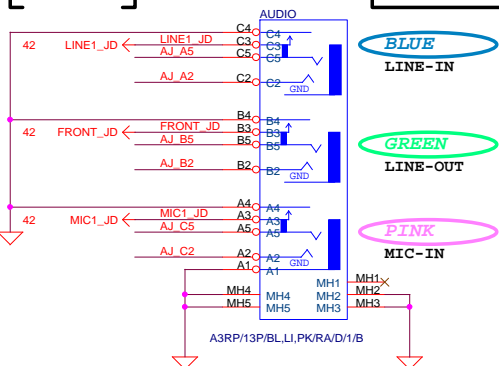 AUDIO
C4 C4
42 LINE1_JD LINE1_JD C3 C3 BLUE
AJ_A5 C5 C5
LINE-IN
AJ_A2 C2 C2
GND
B4 B4
42 FRONT_JD FRONT_JD B3 B3 GREEN
AJ_B5 B5 B5
LINE-OUT
AJ_B2 B2 B2
GND
A4 A4
42 MIC1_JD MIC1_JD A3 A3 PINK
AJ_C5 A5 A5
MIC-IN
AJ_C2 A2 A2
GND
A1 A1
MH1 MH1
MH4 MH4 MH2 MH2
MH5 MH5 MH3 MH3
A3RP/13P/BL,LI,PK/RA/D/1/B